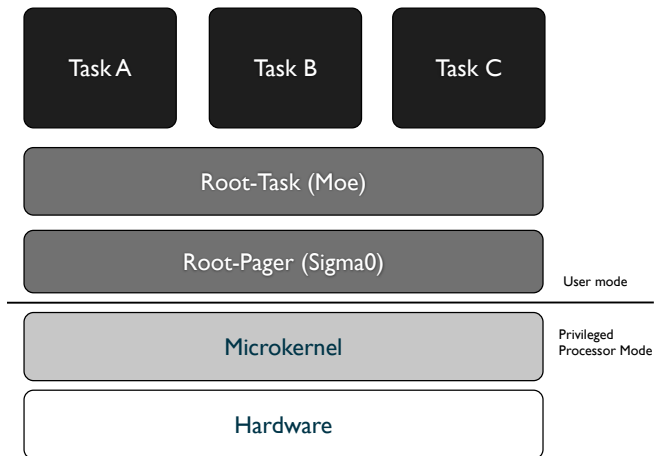 Task A
Task B
Task C
Root-Task (Moe)
Root-Pager (Sigma0)
User mode
Microkernel
Privileged
Processor Mode
Hardware